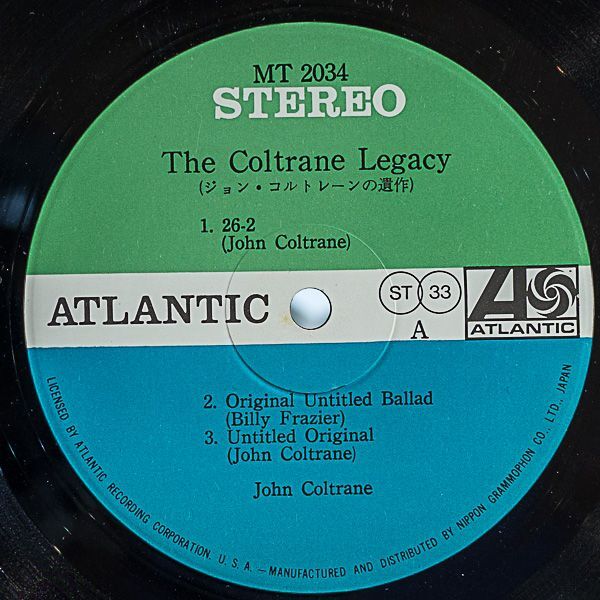 MT 2034
STEREO
The Coltrane Legacy
(ジョン・コルトレーンの遺作)
1. 26-2
(John Coltrane)
ATLANTIC
ST 33
A
ATLANTIC
2. Original Untitled Ballad
(Billy Frazier)
3. Untitled Original
(John Coltrane)
John Coltrane
LICENSED BY ATLANTIC RECORDING CORPORATION. U. S. A. — MANUFACTURED AND DISTRIBUTED BY NIPPON GRAMMOPHON CO., LTD., JAPAN